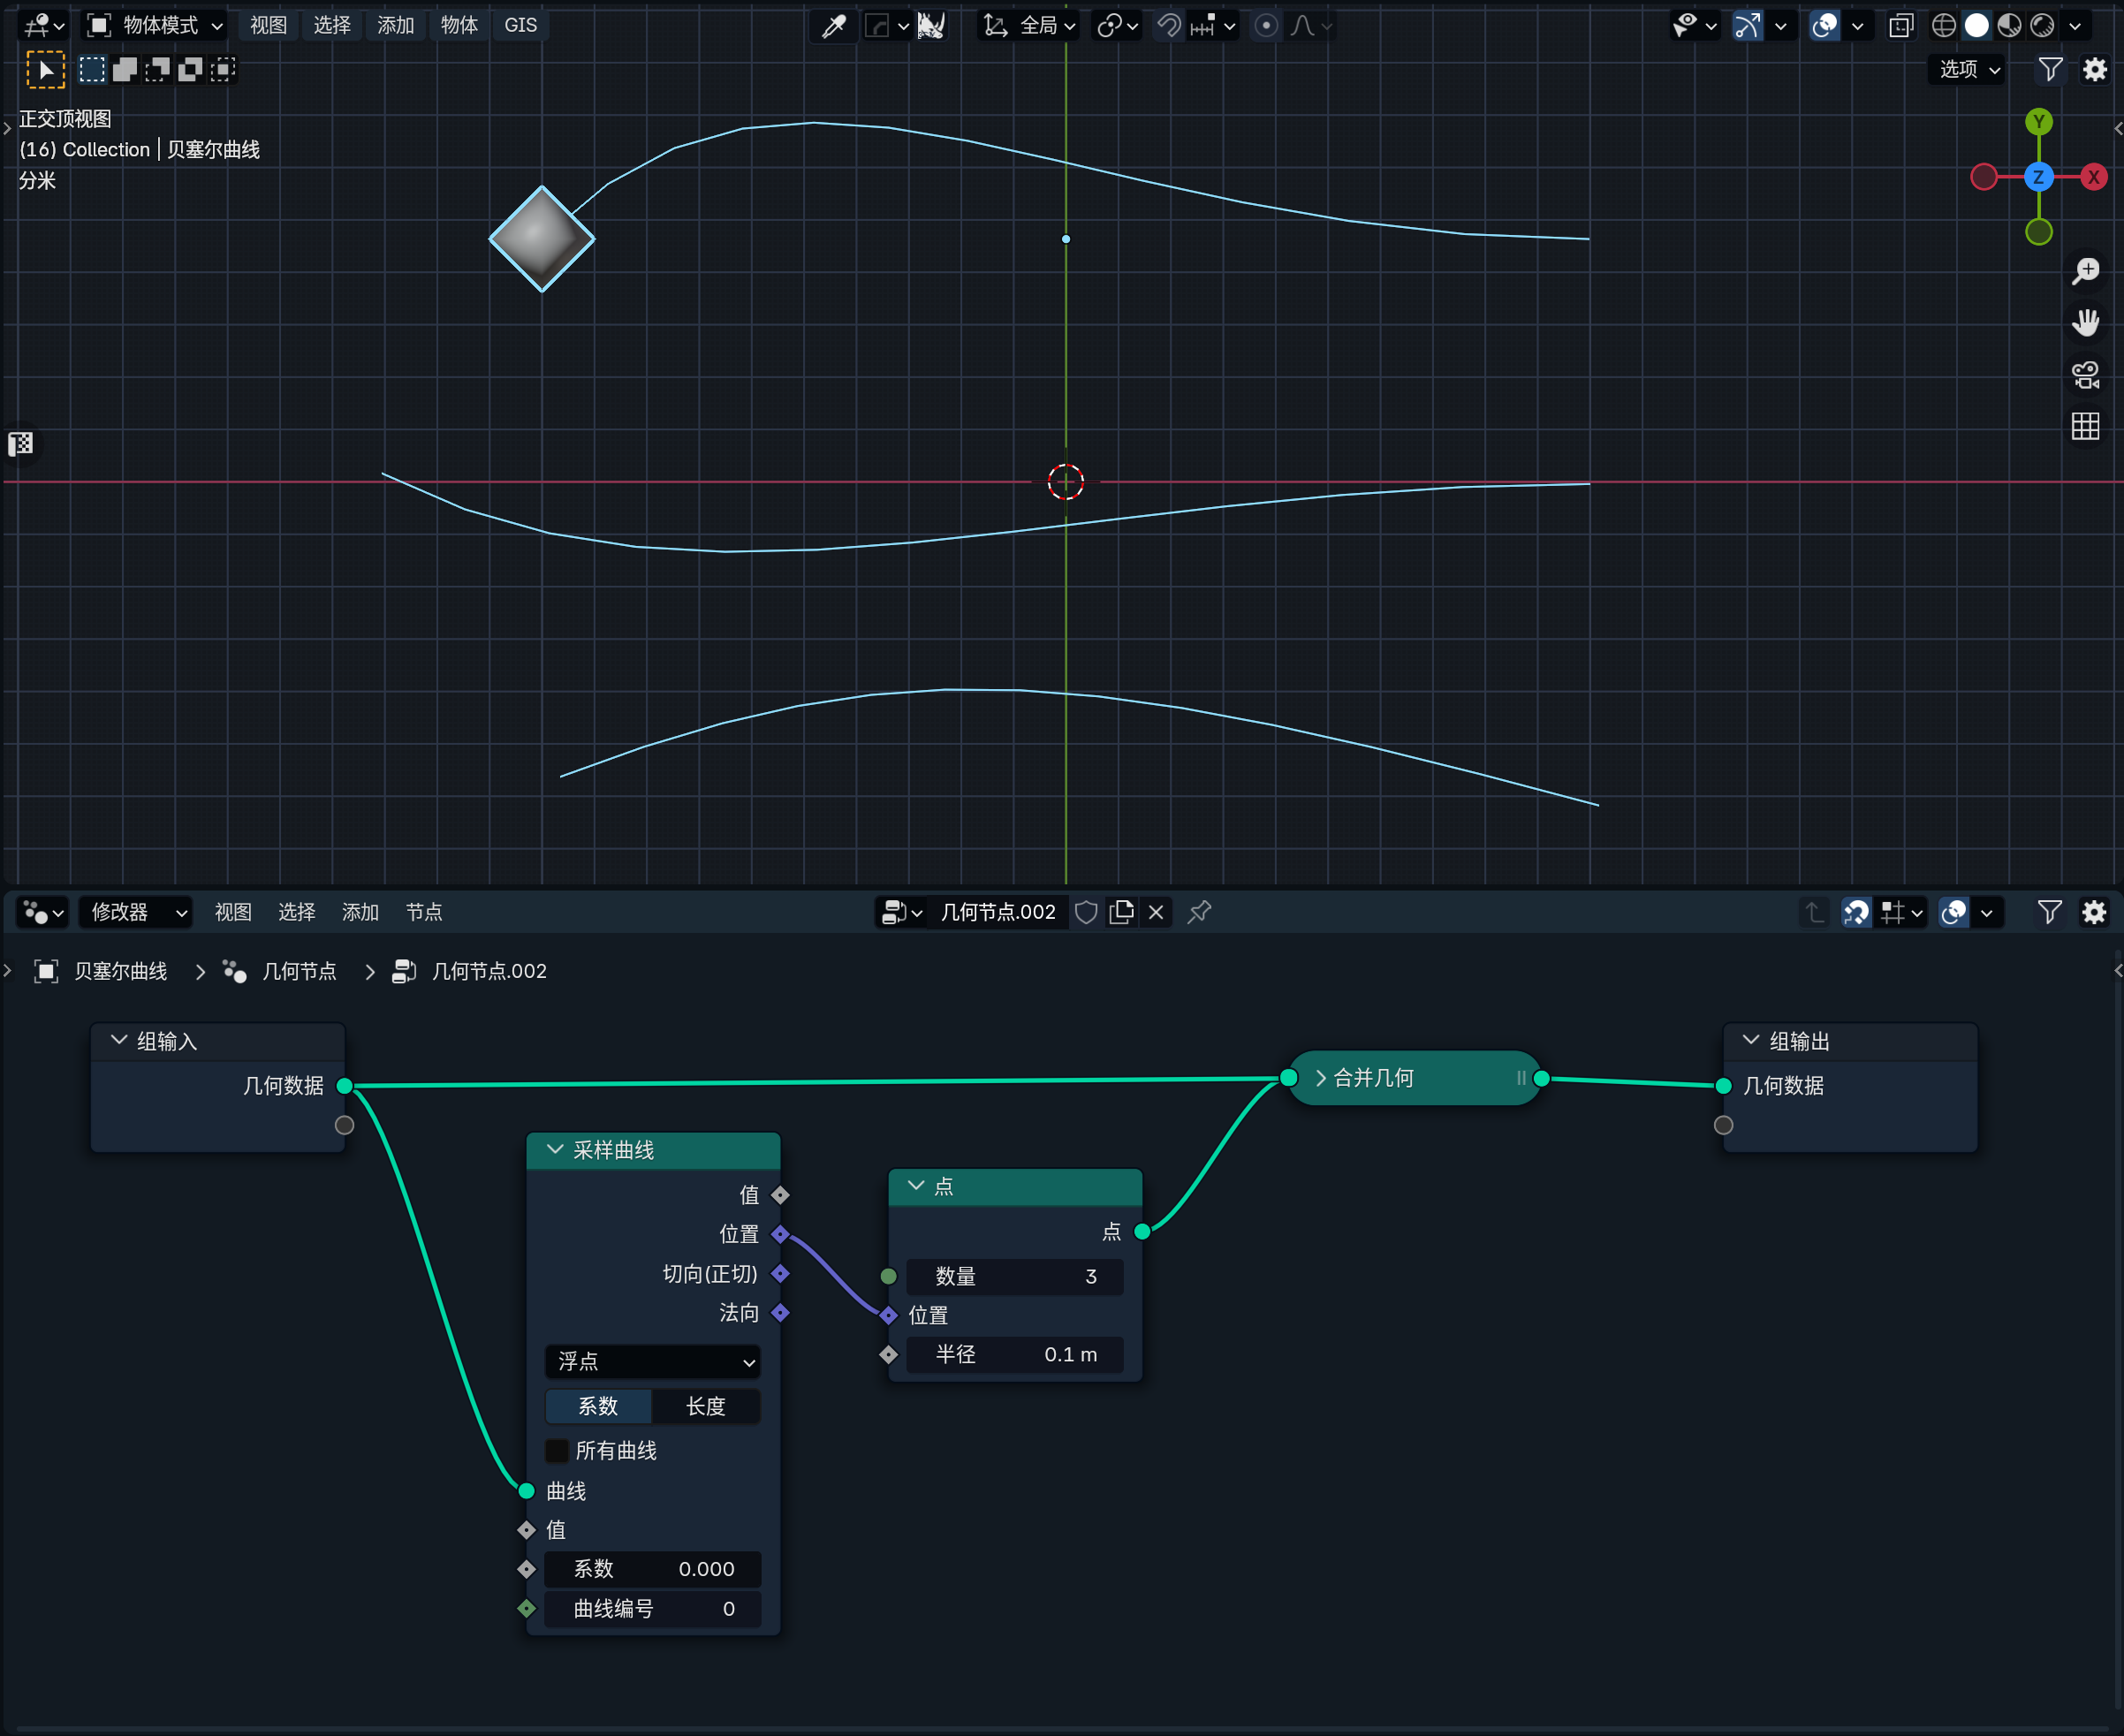 物体模式 视图 选择 添加 物体 GIS 全局
选项
正交顶视图
(16) Collection | 贝塞尔曲线
分米
Y
Z
X
修改器 视图 选择 添加 节点 几何节点.002
贝塞尔曲线 几何节点 几何节点.002
组输入
几何数据
采样曲线
值
位置
切向(正切)
法向
浮点
系数 长度
所有曲线
曲线
值
系数 0.000
曲线编号 0
点
点
数量 3
位置
半径 0.1 m
合并几何
组输出
几何数据